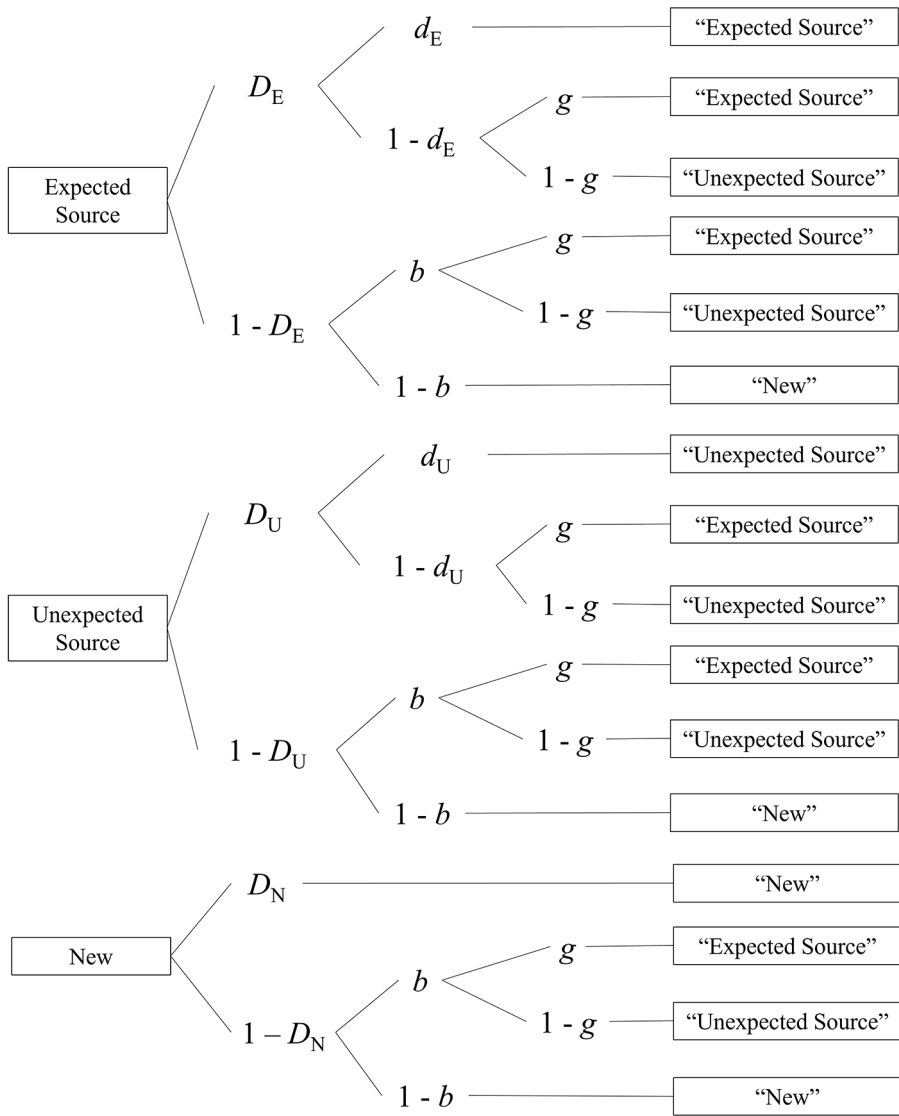 d_E
“Expected Source”
D_E
g
“Expected Source”
1 - d_E
1 - g
“Unexpected Source”
Expected
Source
g
“Expected Source”
b
1 - g
“Unexpected Source”
1 - D_E
1 - b
“New”
d_U
“Unexpected Source”
D_U
g
“Expected Source”
1 - d_U
1 - g
“Unexpected Source”
Unexpected
Source
g
“Expected Source”
b
1 - g
“Unexpected Source”
1 - D_U
1 - b
“New”
D_N
“New”
New
g
“Expected Source”
b
1 - g
“Unexpected Source”
1 – D_N
1 - b
“New”